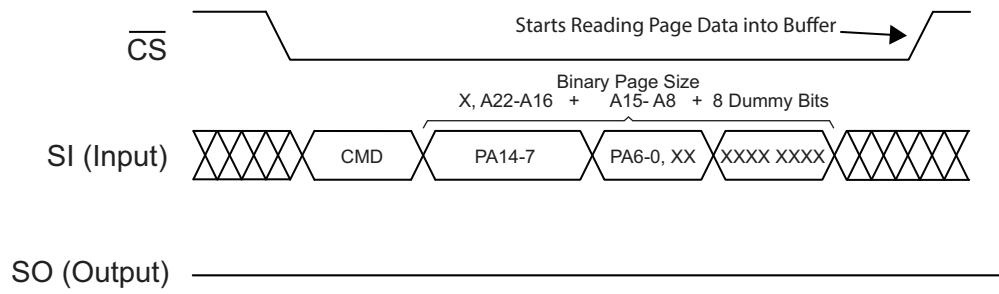 Starts Reading Page Data into Buffer
CS
Binary Page Size
X, A22-A16 + A15- A8 + 8 Dummy Bits
SI (Input)
CMD
PA14-7
PA6-0, XX
XXXX XXXX
SO (Output)